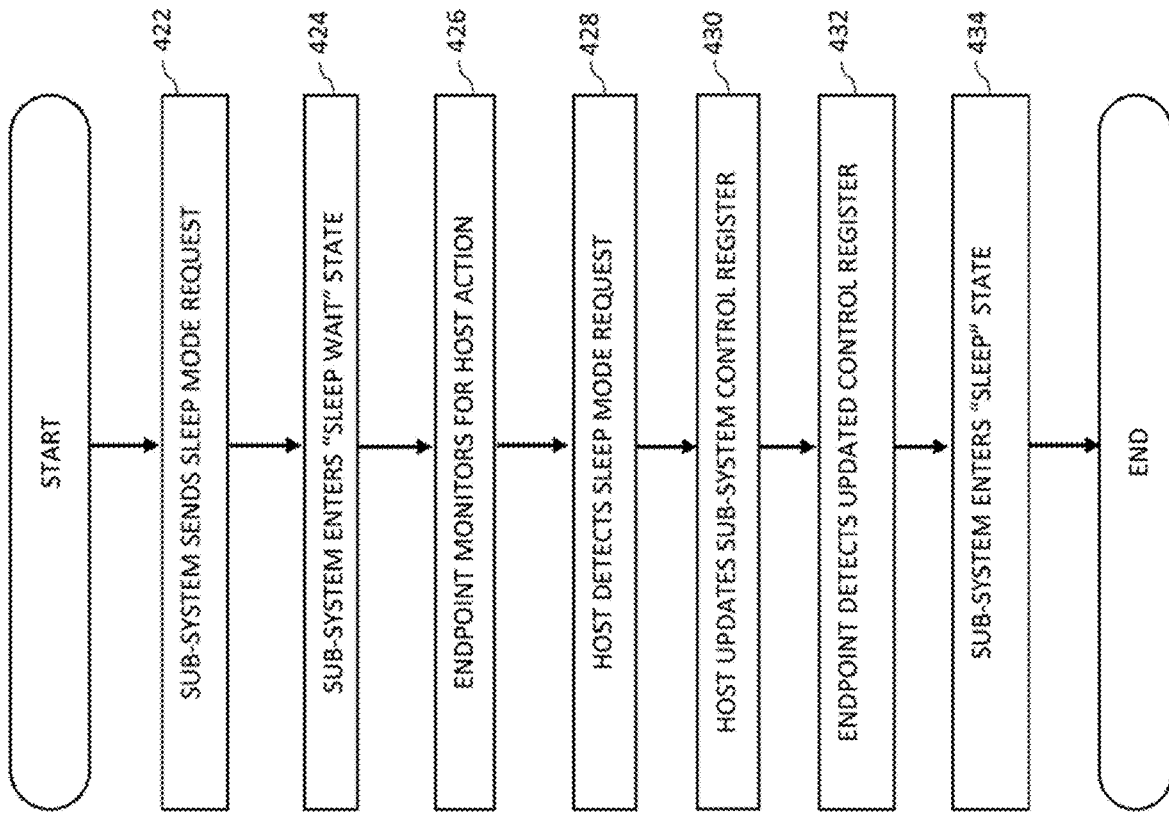 START
SUB-SYSTEM SENDS SLEEP MODE REQUEST
422
SUB-SYSTEM ENTERS "SLEEP WAIT" STATE
424
ENDPOINT MONITORS FOR HOST ACTION
426
HOST DETECTS SLEEP MODE REQUEST
428
HOST UPDATES SUB-SYSTEM CONTROL REGISTER
430
ENDPOINT DETECTS UPDATED CONTROL REGISTER
432
SUB-SYSTEM ENTERS "SLEEP" STATE
434
END